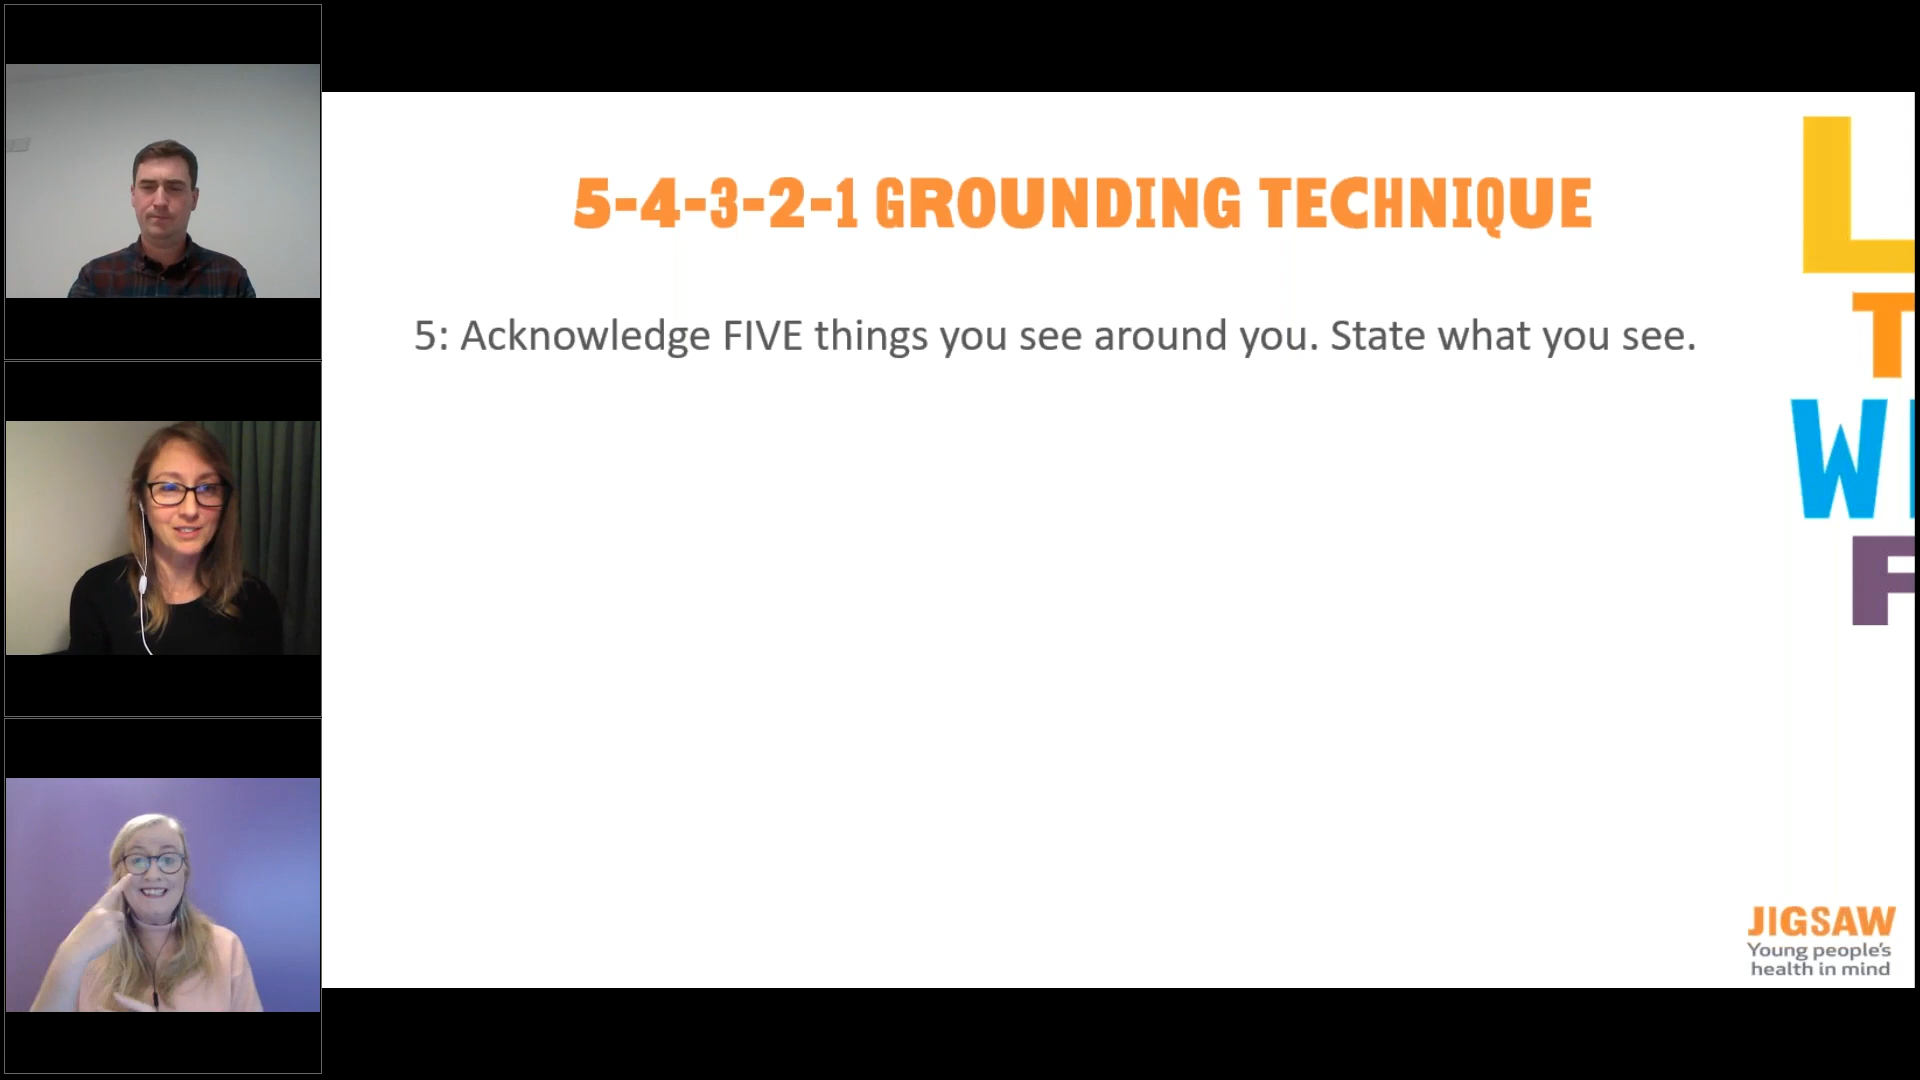 5-4-3-2-1 GROUNDING TECHNIQUE
5: Acknowledge FIVE things you see around you. State what you see.
L
T
W
F
JIGSAW
Young people's
health in mind